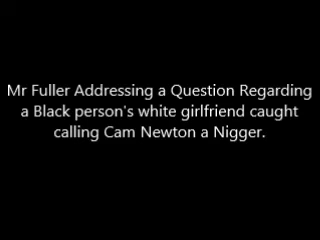 Mr Fuller Addressing a Question Regarding
a Black person's white girlfriend caught
calling Cam Newton a Nigger.